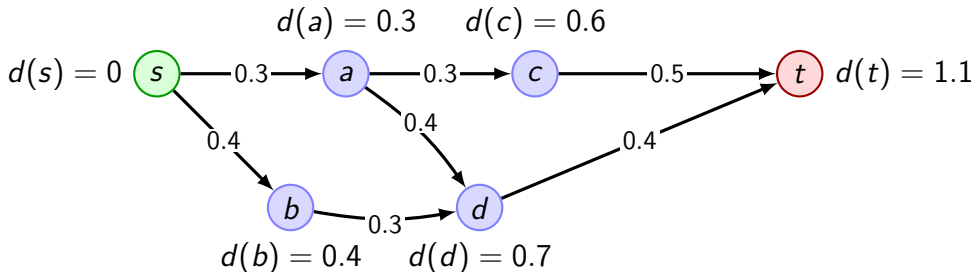 d(a) = 0.3
d(c) = 0.6
d(s) = 0
s
0.3
a
0.3
c
0.5
t
d(t) = 1.1
0.4
0.4
0.4
b
0.3
d
d(b) = 0.4
d(d) = 0.7